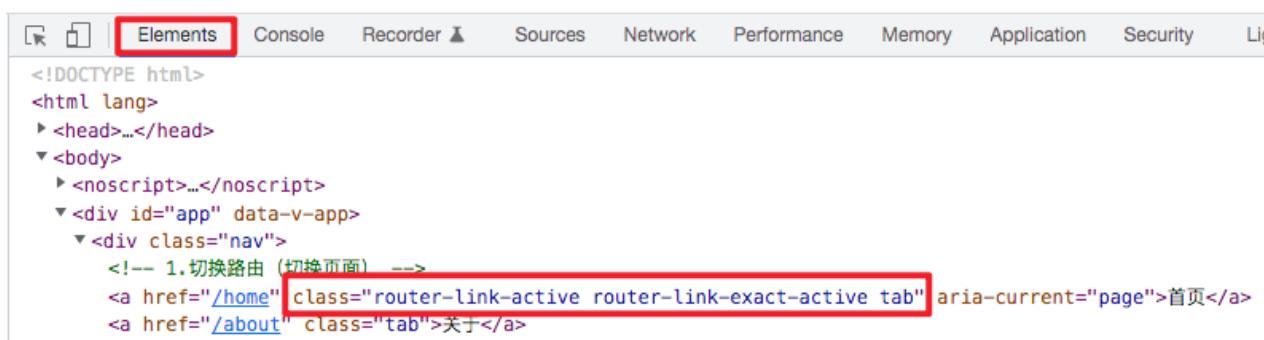 Elements Console Recorder Sources Network Performance Memory Application Security
<!DOCTYPE html>
<html lang>
<head>…</head>
<body>
<noscript>…</noscript>
<div id="app" data-v-app>
<div class="nav">
<!-- 1.切换路由（切换页面） -->
<a href="/home" class="router-link-active router-link-exact-active tab" aria-current="page">首页</a>
<a href="/about" class="tab">关于</a>